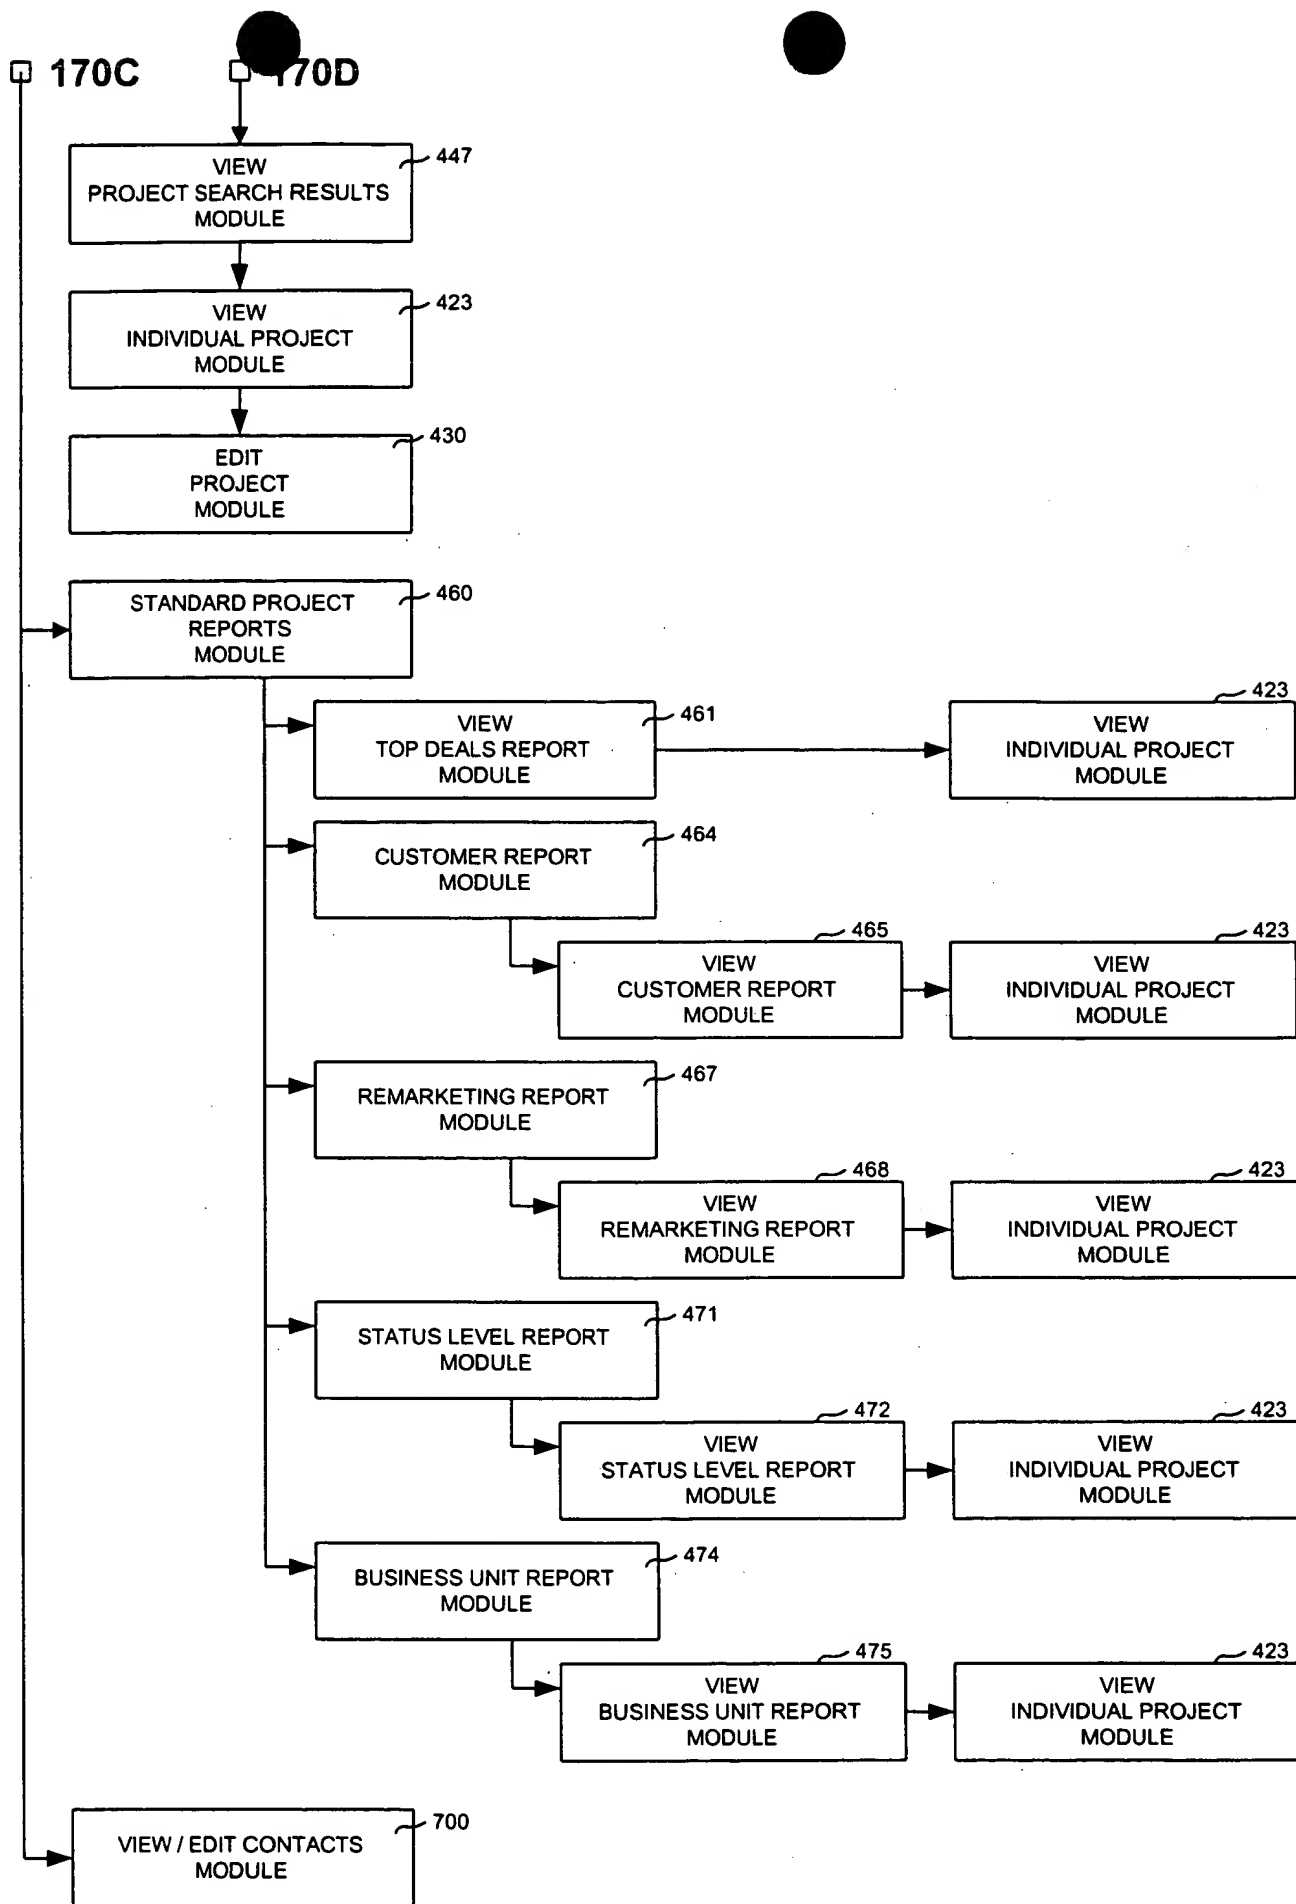 170C
170D
447
VIEW
PROJECT SEARCH RESULTS
MODULE
423
VIEW
INDIVIDUAL PROJECT
MODULE
430
EDIT
PROJECT
MODULE
460
STANDARD PROJECT
REPORTS
MODULE
461
VIEW
TOP DEALS REPORT
MODULE
423
VIEW
INDIVIDUAL PROJECT
MODULE
464
CUSTOMER REPORT
MODULE
465
VIEW
CUSTOMER REPORT
MODULE
423
VIEW
INDIVIDUAL PROJECT
MODULE
467
REMARKETING REPORT
MODULE
468
VIEW
REMARKETING REPORT
MODULE
423
VIEW
INDIVIDUAL PROJECT
MODULE
471
STATUS LEVEL REPORT
MODULE
472
VIEW
STATUS LEVEL REPORT
MODULE
423
VIEW
INDIVIDUAL PROJECT
MODULE
474
BUSINESS UNIT REPORT
MODULE
475
VIEW
BUSINESS UNIT REPORT
MODULE
423
VIEW
INDIVIDUAL PROJECT
MODULE
700
VIEW / EDIT CONTACTS
MODULE